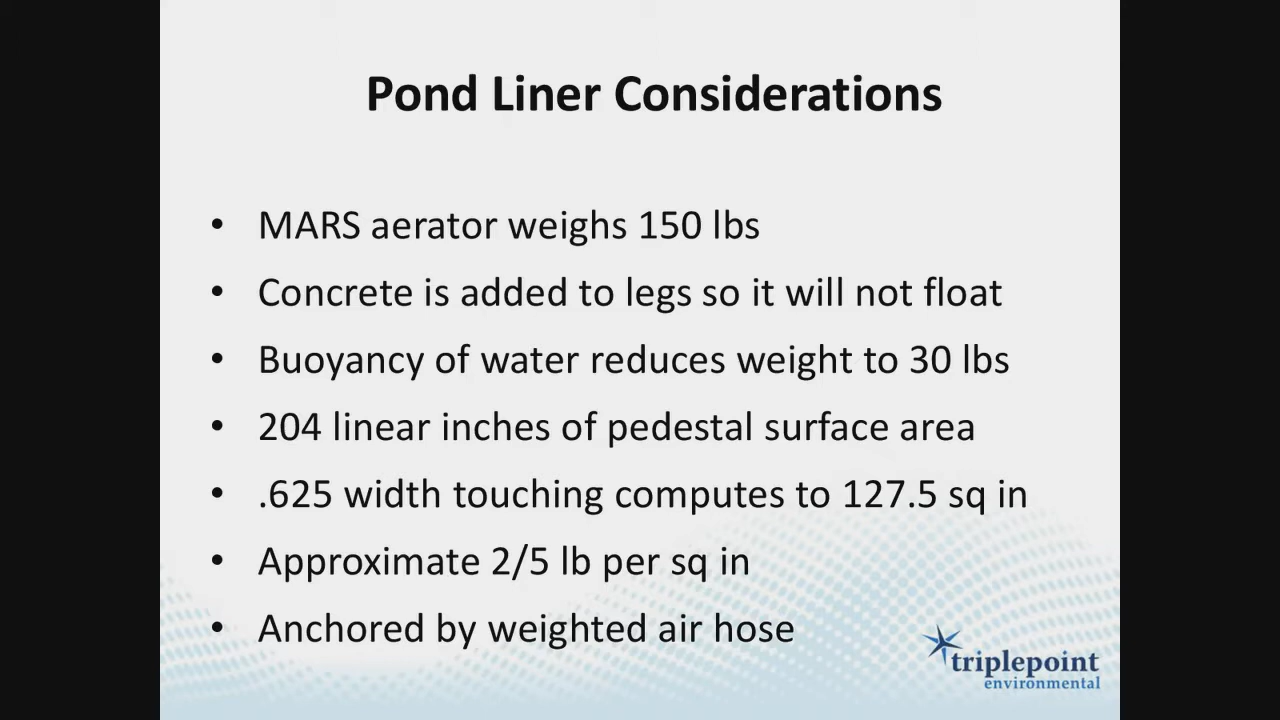 Pond Liner Considerations
• MARS aerator weighs 150 lbs
• Concrete is added to legs so it will not float
• Buoyancy of water reduces weight to 30 lbs
• 204 linear inches of pedestal surface area
• .625 width touching computes to 127.5 sq in
• Approximate 2/5 lb per sq in
• Anchored by weighted air hose
triplepoint
environmental